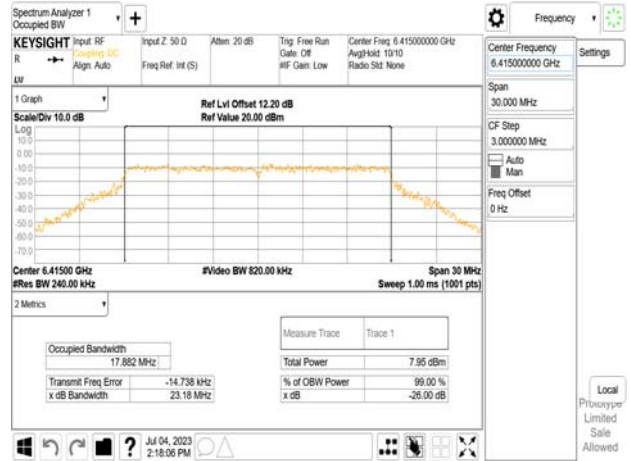 Spectrum Analyzer 1
Occupied BW
Frequency
KEYSIGHT
Input: RF
Coupling: DC
Align: Auto
Input Z: 50 Ω
Freq Ref: Int (S)
Atten: 20 dB
Trig: Free Run
Gate: Off
#IF Gain: Low
Center Freq: 6.415000000 GHz
Avg|Hold: 10/10
Radio Std: None
R
LXI
1 Graph
Scale/Div 10.0 dB
Ref Lvl Offset 12.20 dB
Ref Value 20.00 dBm
Log
10.0
0.00
-10.0
-20.0
-30.0
-40.0
-50.0
-60.0
-70.0
Center 6.41500 GHz
#Res BW 240.00 kHz
#Video BW 820.00 kHz
Span 30 MHz
Sweep 1.00 ms (1001 pts)
2 Metrics
Occupied Bandwidth
17.882 MHz
Transmit Freq Error -14.738 kHz
x dB Bandwidth 23.18 MHz
Measure Trace Trace 1
Total Power 7.95 dBm
% of OBW Power 99.00 %
x dB -26.00 dB
Center Frequency
6.415000000 GHz
Settings
Span
30.000 MHz
CF Step
3.000000 MHz
Auto
Man
Freq Offset
0 Hz
Local
Prototype
Limited
Sale
Allowed
?
Jul 04, 2023
2:18:06 PM